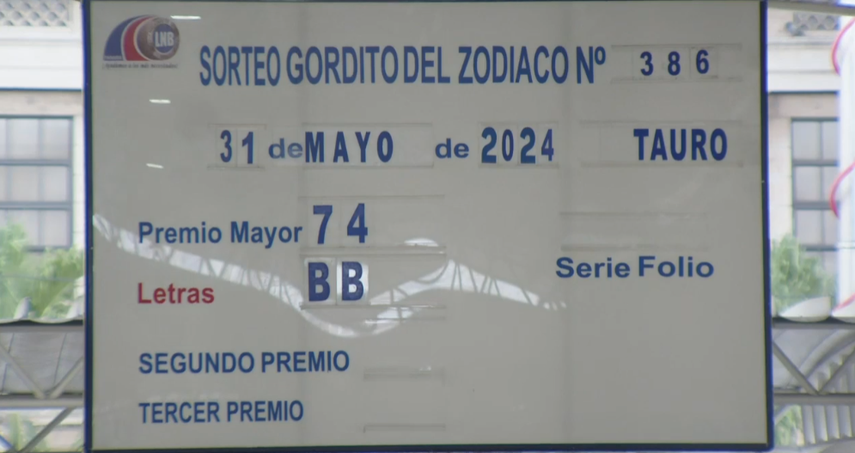 LNB
SORTEO GORDITO DEL ZODIACO Nº 386
31 de MAYO de 2024 TAURO
Premio Mayor 74
Letras BB
Serie Folio
SEGUNDO PREMIO
TERCER PREMIO